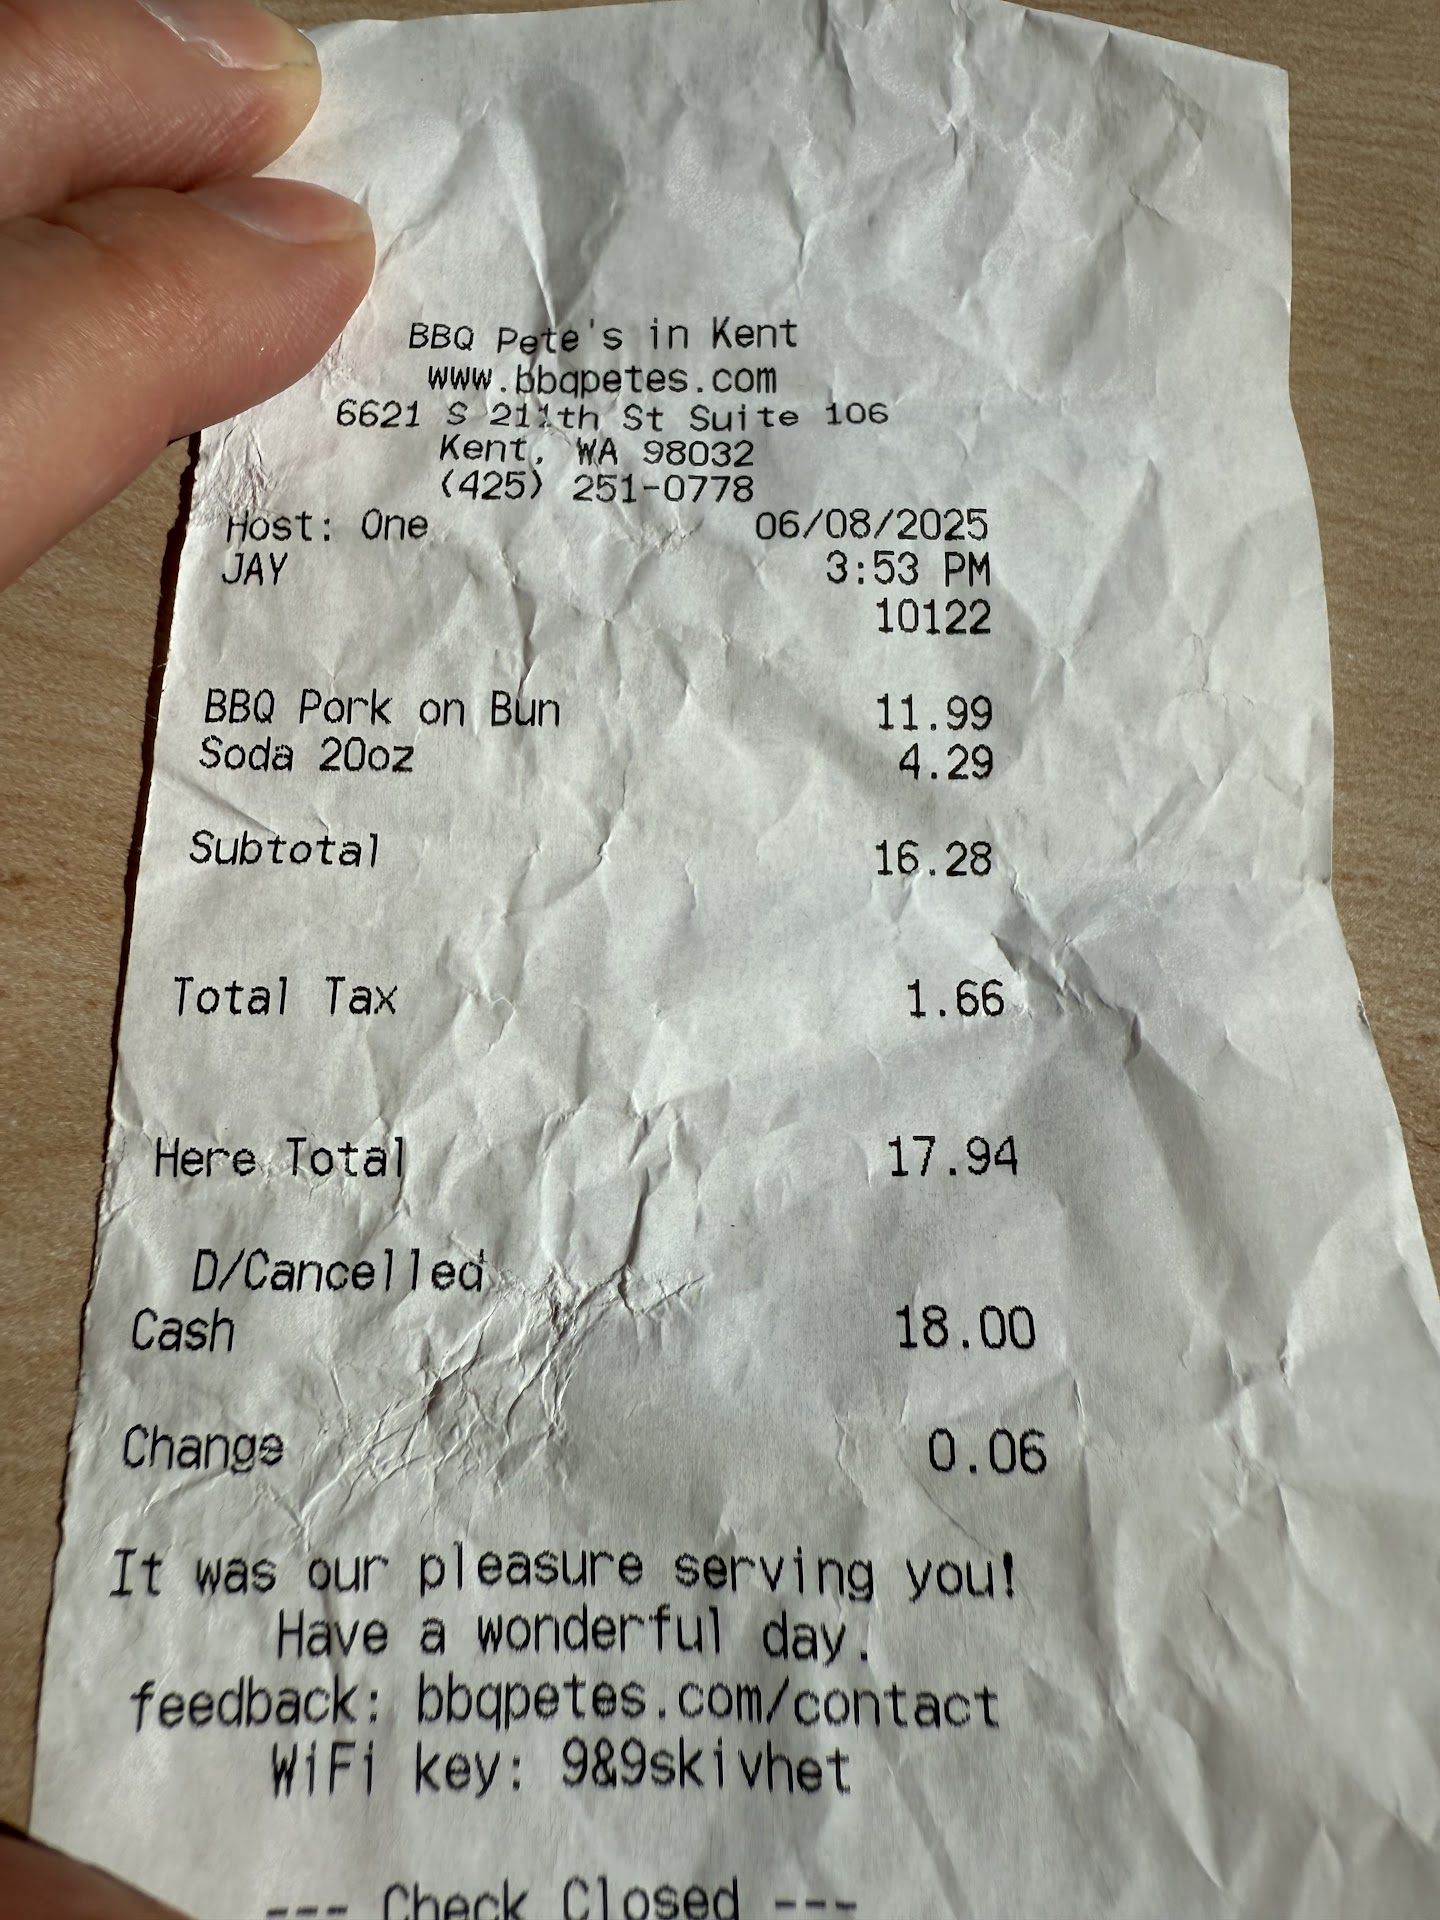 BBQ Pete's in Kent
www.bbqpetes.com
6621 S 211th St Suite 106
Kent, WA 98032
(425) 251-0778
Host: One 06/08/2025
JAY 3:53 PM
10122
BBQ Pork on Bun 11.99
Soda 20oz 4.29
Subtotal 16.28
Total Tax 1.66
Here Total 17.94
D/Cancelled
Cash 18.00
Change 0.06
It was our pleasure serving you!
Have a wonderful day.
feedback: bbqpetes.com/contact
WiFi key: 9&9skivhet
--- Check Closed ---